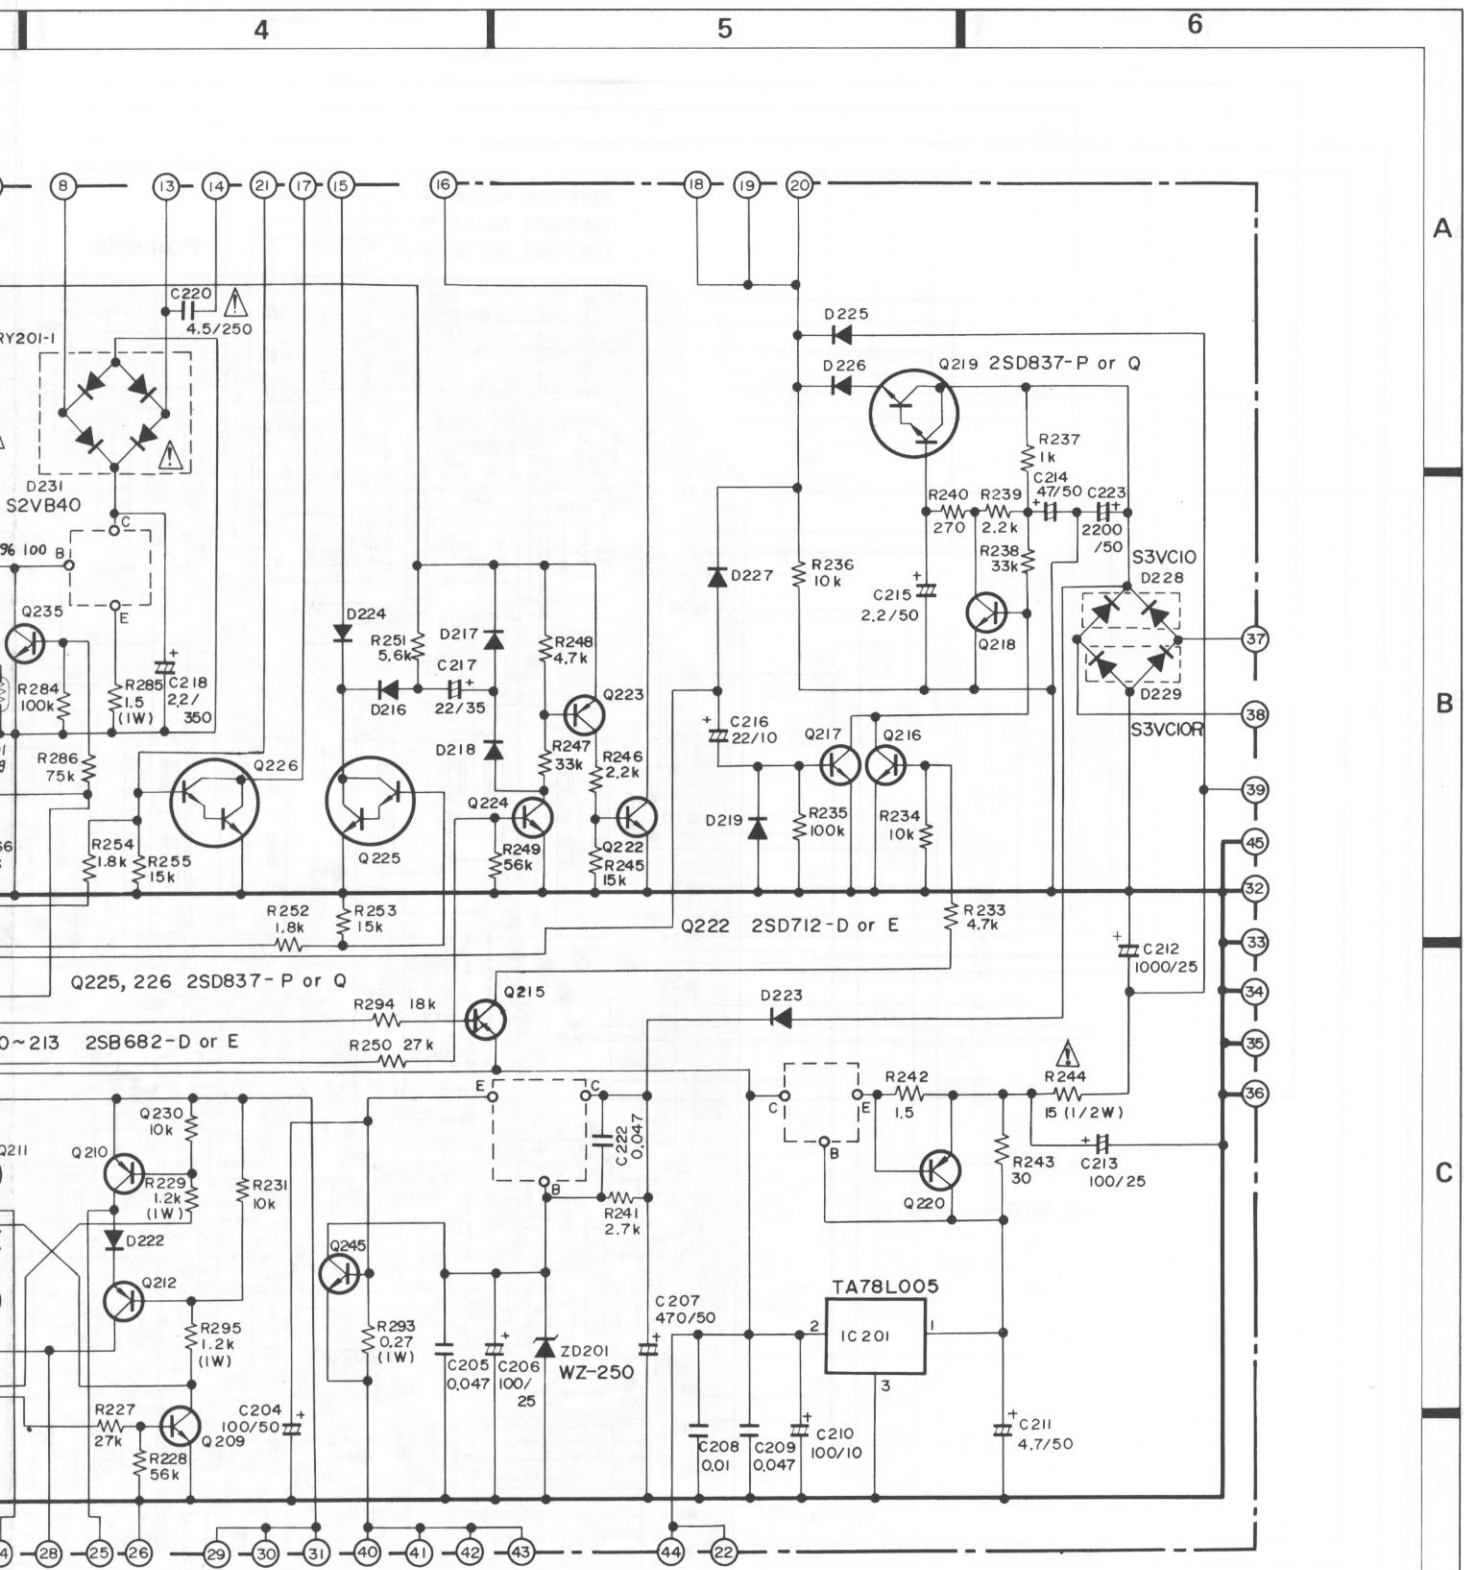 4
5
6
A
B
C
8
13
14
21
17
15
16
18
19
20
C220
4.5/250
RY201-1
D231
S2VB40
% 100
B
C
E
Q235
R284
100k
R285
1.5
(1W)
C218
2.2/
350
R286
75k
Q226
R254
1.8k
R255
15k
D224
R251
5.6k
D217
C217
22/35
D216
D218
R248
4.7k
Q223
R247
33k
R246
2.2k
Q224
Q225
R249
56k
Q222
R245
15k
R252
1.8k
R253
15k
Q225, 226 2SD837-P or Q
0~213 2SB682-D or E
R294 18k
R250 27k
Q215
D225
D226
Q219 2SD837-P or Q
R237
1k
C214
47/50
C223
2200
/50
R240
270
R239
2.2k
R238
33k
D227
R236
10k
C215
2.2/50
Q218
S3VC10
D228
D229
S3VC10R
C216
22/10
Q217
Q216
D219
R235
100k
R234
10k
Q222 2SD712-D or E
R233
4.7k
C212
1000/25
D223
37
38
39
45
32
33
34
35
36
E
C
B
C222
0.047
R241
2.7k
C
E
B
R242
1.5
R244
15 (1/2W)
R243
30
C213
100/25
Q220
Q211
Q230
10k
Q210
R229
1.2k
(1W)
R231
10k
D222
Q212
R295
1.2k
(1W)
R227
27k
R228
56k
Q209
Q245
R293
0.27
(1W)
C204
100/50
C205
0.047
C206
100/
25
ZD201
WZ-250
C207
470/50
TA78L005
IC201
2
1
3
C208
0.01
C209
0.047
C210
100/10
C211
4.7/50
28
25
26
29
30
31
40
41
42
43
44
22